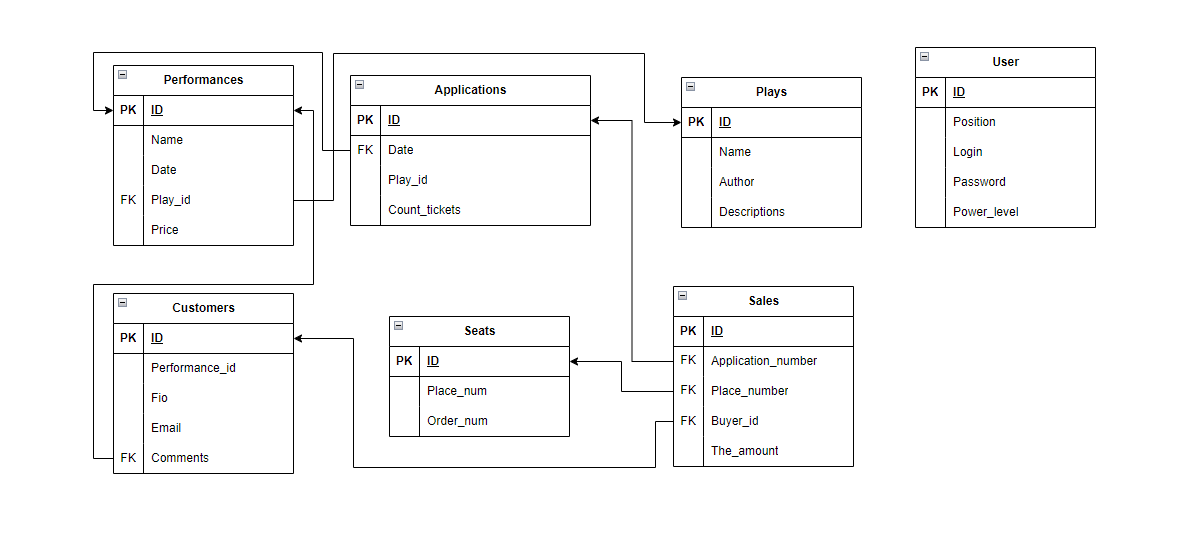 Performances
PK ID
Name
Date
FK Play_id
Price
Applications
PK ID
FK Date
Play_id
Count_tickets
Plays
PK ID
Name
Author
Descriptions
User
PK ID
Position
Login
Password
Power_level
Customers
PK ID
Performance_id
Fio
Email
FK Comments
Seats
PK ID
Place_num
Order_num
Sales
PK ID
FK Application_number
FK Place_number
FK Buyer_id
The_amount